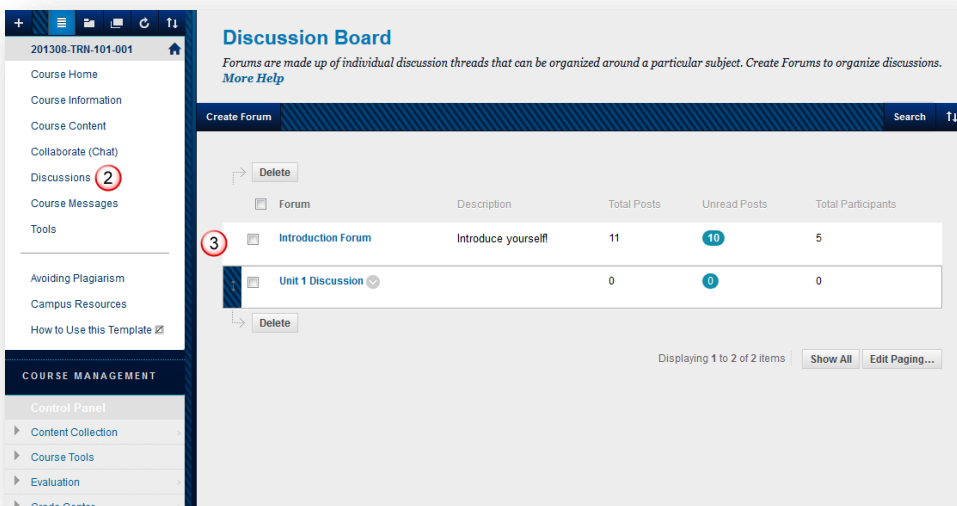 201308-TRN-101-001
Course Home
Course Information
Course Content
Collaborate (Chat)
Discussions 2
Course Messages
Tools
Avoiding Plagiarism
Campus Resources
How to Use this Template
COURSE MANAGEMENT
Control Panel
Content Collection
Course Tools
Evaluation
Grade Center
Discussion Board
Forums are made up of individual discussion threads that can be organized around a particular subject. Create Forums to organize discussions.
More Help
Create Forum Search
Delete
Forum Description Total Posts Unread Posts Total Participants
3 Introduction Forum Introduce yourself! 11 10 5
Unit 1 Discussion 0 0 0
Delete
Displaying 1 to 2 of 2 items Show All Edit Paging...